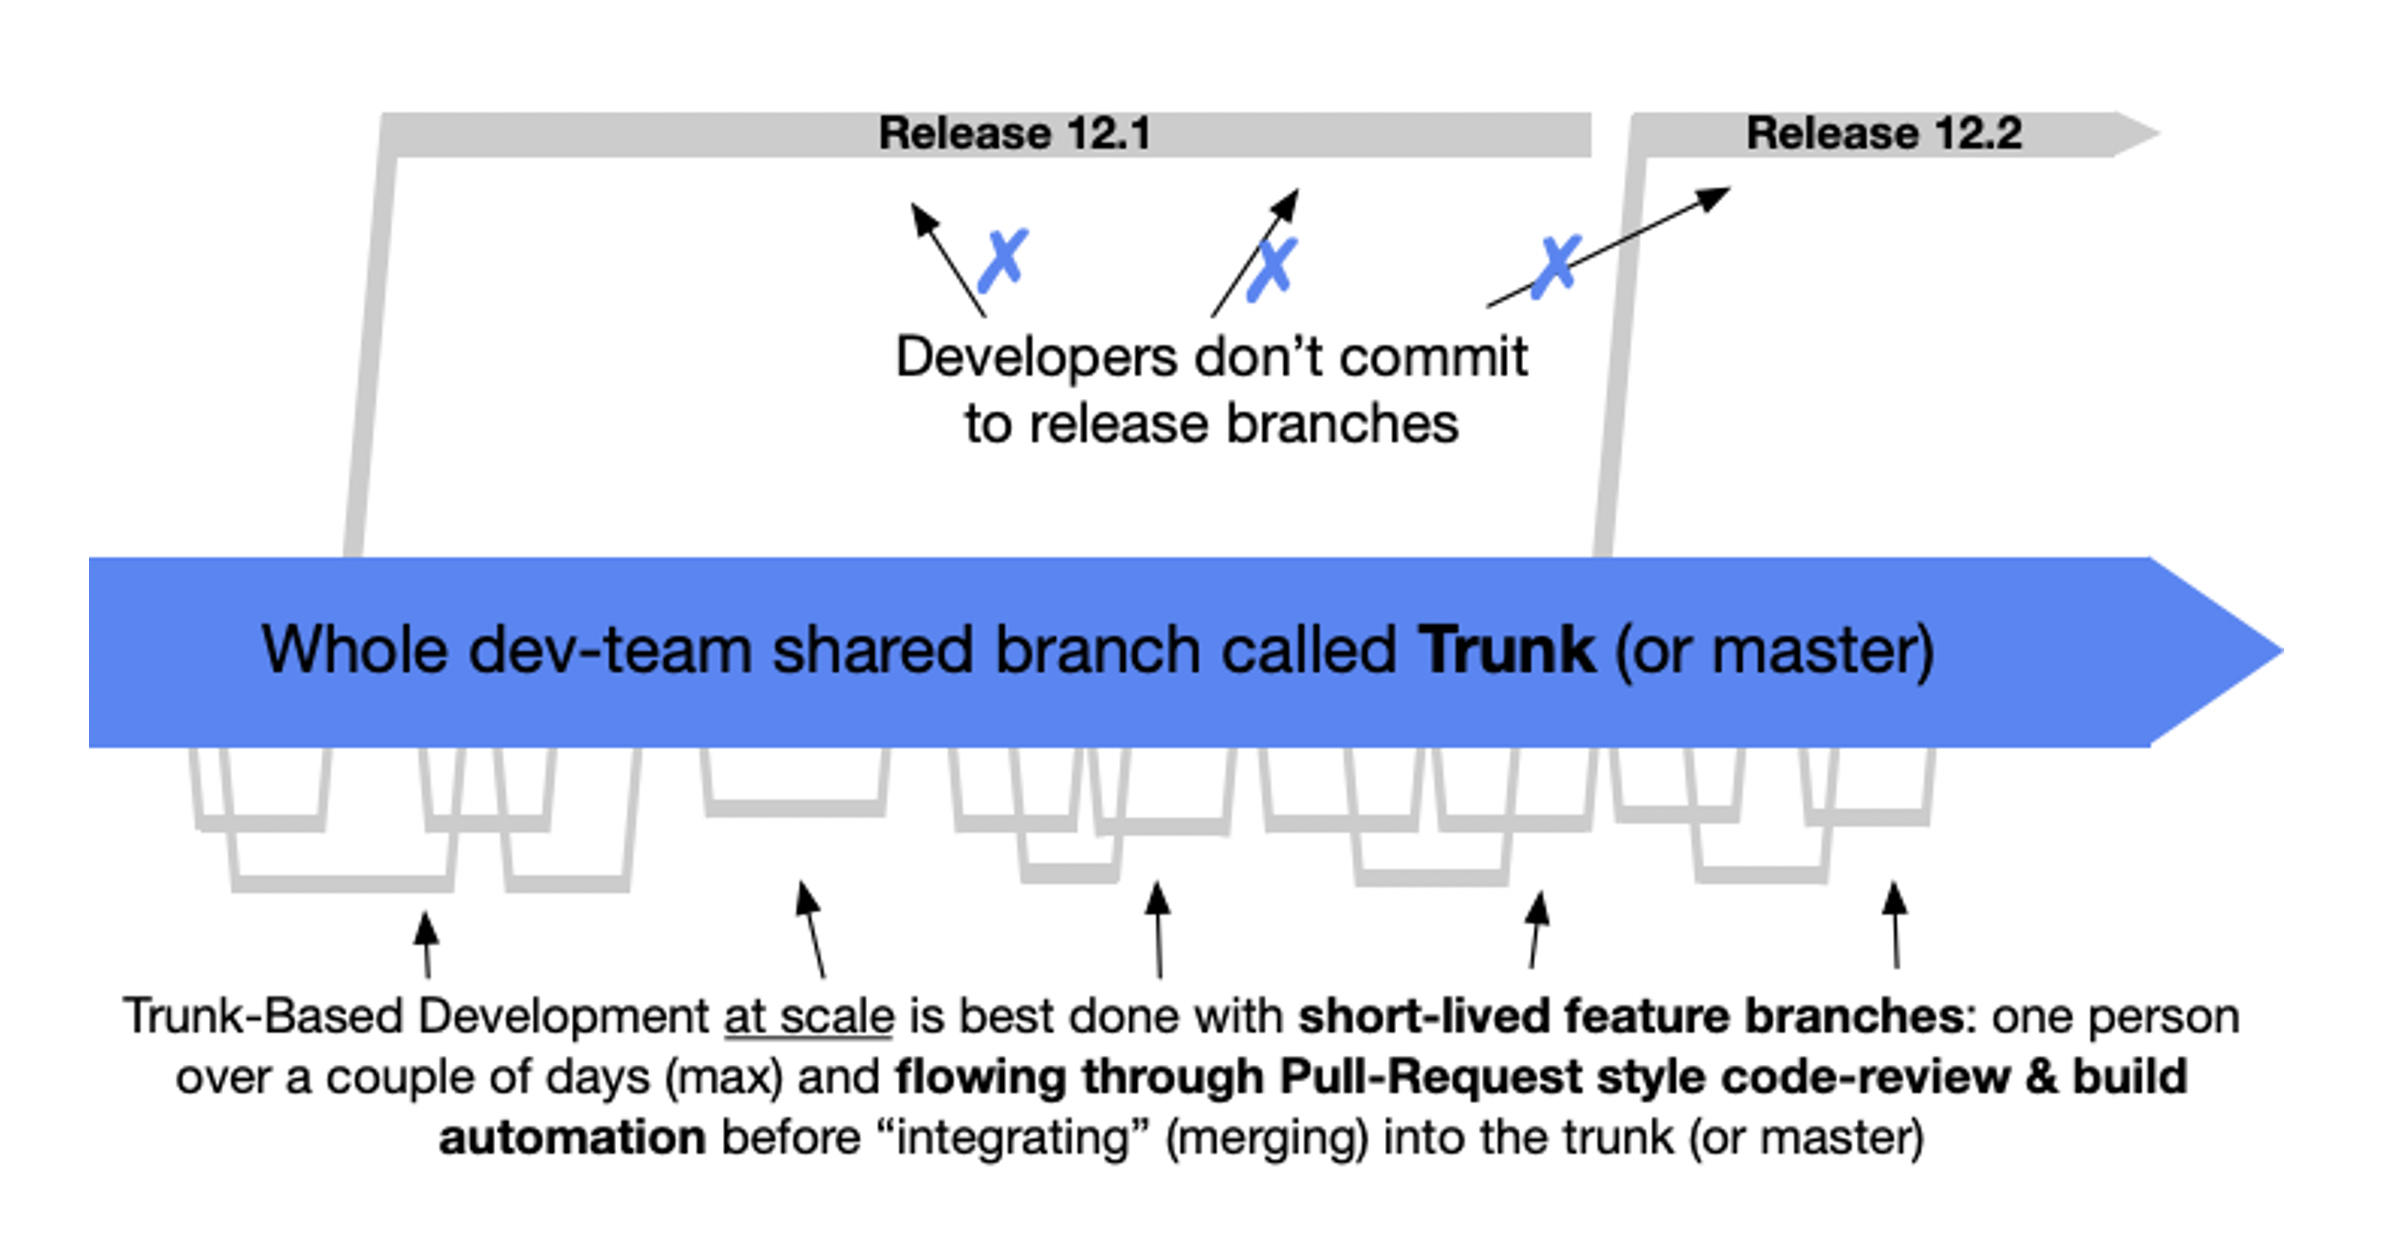 Release 12.1
Release 12.2
Developers don’t commit
to release branches
Whole dev-team shared branch called Trunk (or master)
Trunk-Based Development at scale is best done with short-lived feature branches: one person
over a couple of days (max) and flowing through Pull-Request style code-review & build
automation before “integrating” (merging) into the trunk (or master)